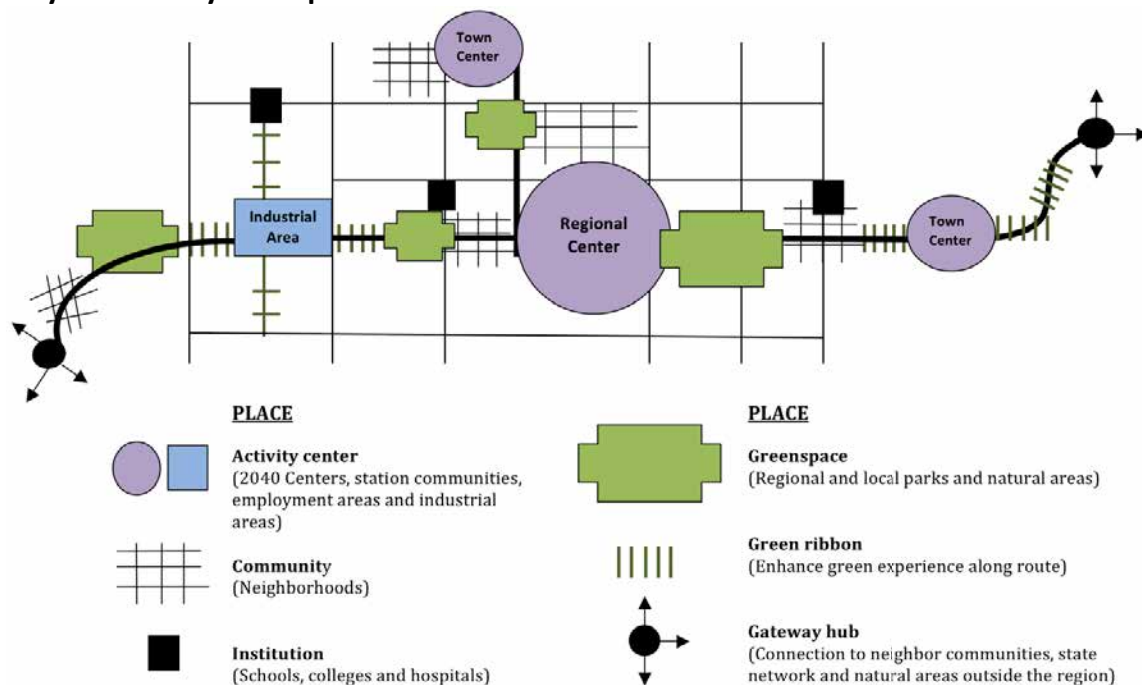 Town
Center
Industrial
Area
Regional
Center
Town
Center
PLACE
Activity center
(2040 Centers, station communities,
employment areas and industrial
areas)
Community
(Neighborhoods)
Institution
(Schools, colleges and hospitals)
PLACE
Greenspace
(Regional and local parks and natural areas)
Green ribbon
(Enhance green experience along route)
Gateway hub
(Connection to neighbor communities, state
network and natural areas outside the region)